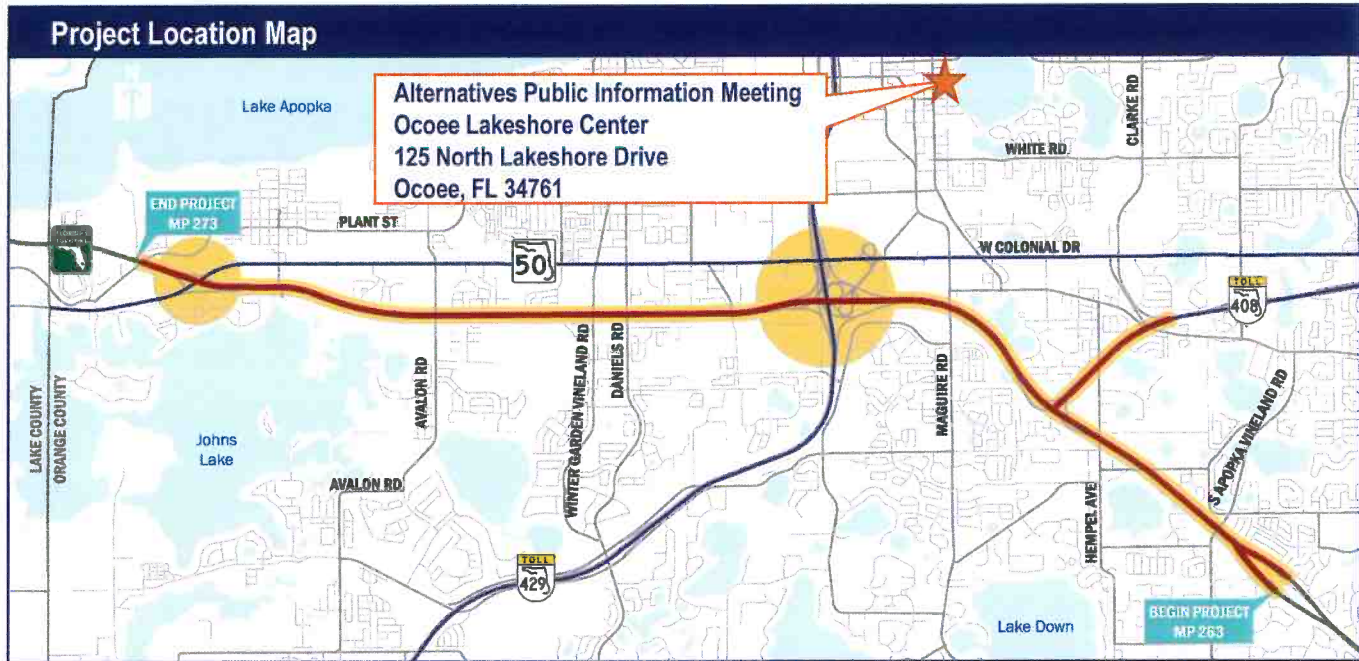 Project Location Map
Alternatives Public Information Meeting
Ocoee Lakeshore Center
125 North Lakeshore Drive
Ocoee, FL 34761
Lake Apopka
CLARKE RD
WHITE RD
END PROJECT
MP 273
PLANT ST
W COLONIAL DR
50
TOLL
408
LAKE COUNTY
ORANGE COUNTY
Johns
Lake
AVALON RD
AVALON RD
WINTER GARDEN VINELAND RD
DANIELS RD
MAGUIRE RD
S APOPKA VINELAND RD
HEMPEL AVE
TOLL
429
Lake Down
BEGIN PROJECT
MP 263